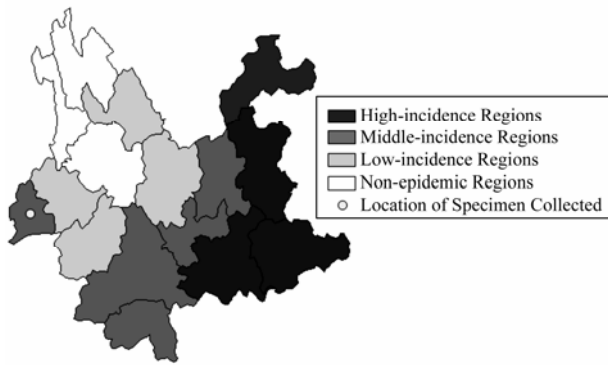 High-incidence Regions
Middle-incidence Regions
Low-incidence Regions
Non-epidemic Regions
Location of Specimen Collected